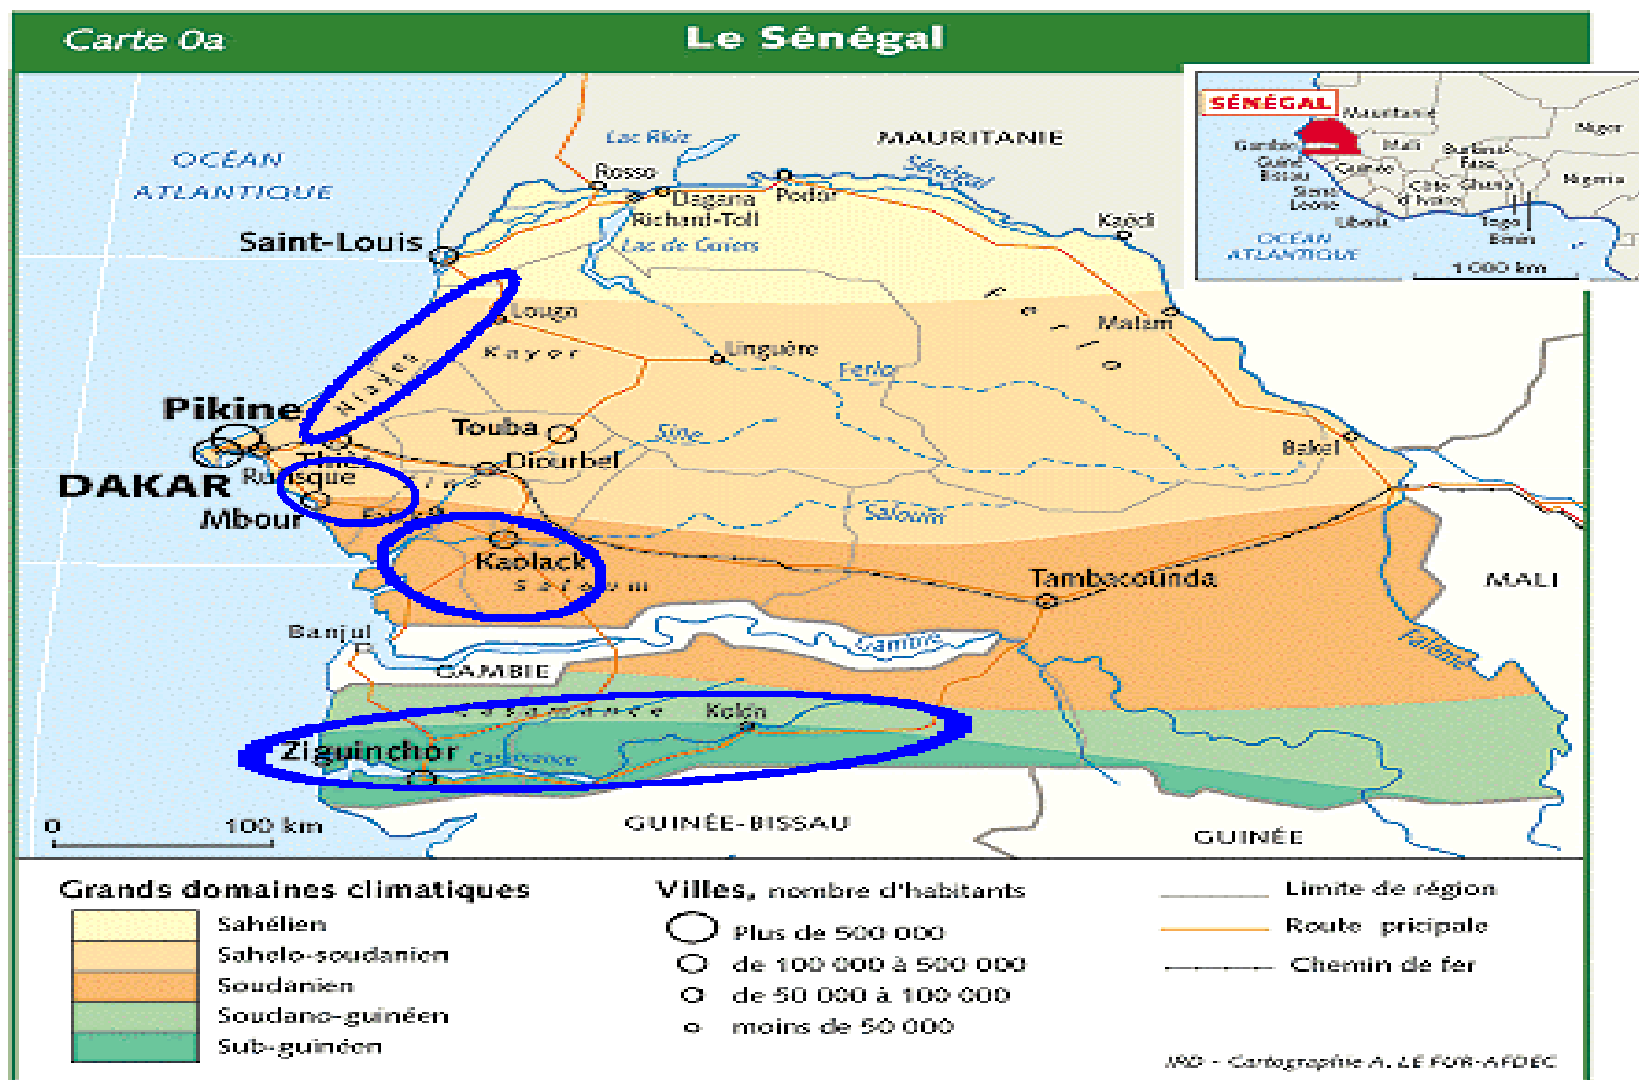 Carte 0a
Le Sénégal
SÉNÉGAL
Mauritanie
Niger
Gambie
Mali
Burkina
Faso
Guiné
Bissau
Guinée
Nigeria
Sierra
Leone
Côte
d'Ivoire
Ghana
Liberia
Togo
Bénin
OCÉAN
ATLANTIQUE
1 000 km
OCÉAN
ATLANTIQUE
Lac Rkiz
MAURITANIE
Rosso
Sénégal
Dagana
Podor
Richard-Toll
Kaëdi
Saint-Louis
Lac de Guiers
Louga
Matam
Kayor
Linguère
Niayes
Ferlo
Pikine
Touba
Sine
Bakel
Thiès
Diourbel
DAKAR
Rufisque
Sine
Mbour
Saloum
Kaolack
Saloum
Tambacounda
MALI
Banjul
Gambie
Falémé
GAMBIE
Casamance
Kolda
Ziguinchor
Casamance
0
100 km
GUINÉE-BISSAU
GUINÉE
Grands domaines climatiques
Sahélien
Sahelo-soudanien
Soudanien
Soudano-guinéen
Sub-guinéen
Villes, nombre d'habitants
Plus de 500 000
de 100 000 à 500 000
de 50 000 à 100 000
moins de 50 000
Limite de région
Route pricipale
Chemin de fer
IRD - Cartographie A. LE FUR-AFDEC